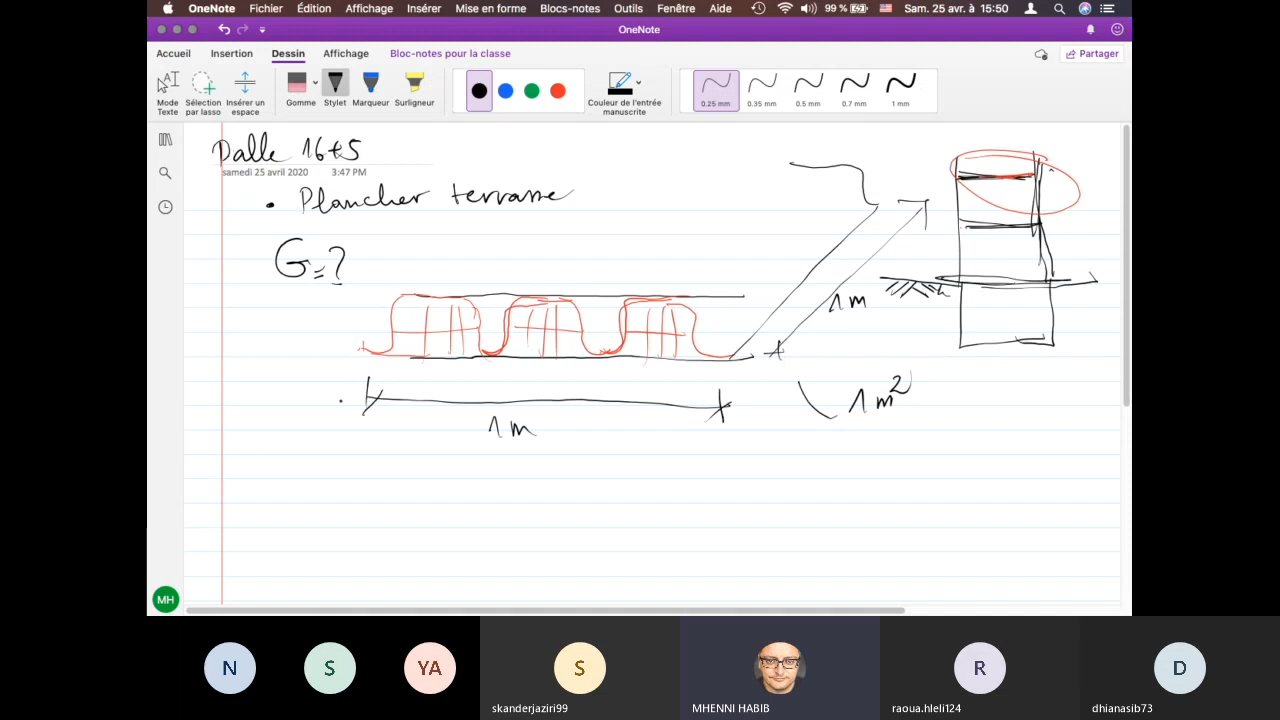 OneNote Fichier Édition Affichage Insérer Mise en forme Blocs-notes Outils Fenêtre Aide 99 % Sam. 25 avr. à 15:50
OneNote
Accueil Insertion Dessin Affichage Bloc-notes pour la classe Partager
Mode Texte
Sélection par lasso
Insérer un espace
Gomme
Stylet
Marqueur
Surligneur
Couleur de l'entrée manuscrite
0.25 mm 0.35 mm 0.5 mm 0.7 mm 1 mm
Dalle 16+5
samedi 25 avril 2020 3:47 PM
• Plancher terrasse
G=?
1m
1m²
1m
MH
N S YA S R D
skanderjaziri99 MHENNI HABIB raoua.hleli124 dhianasib73